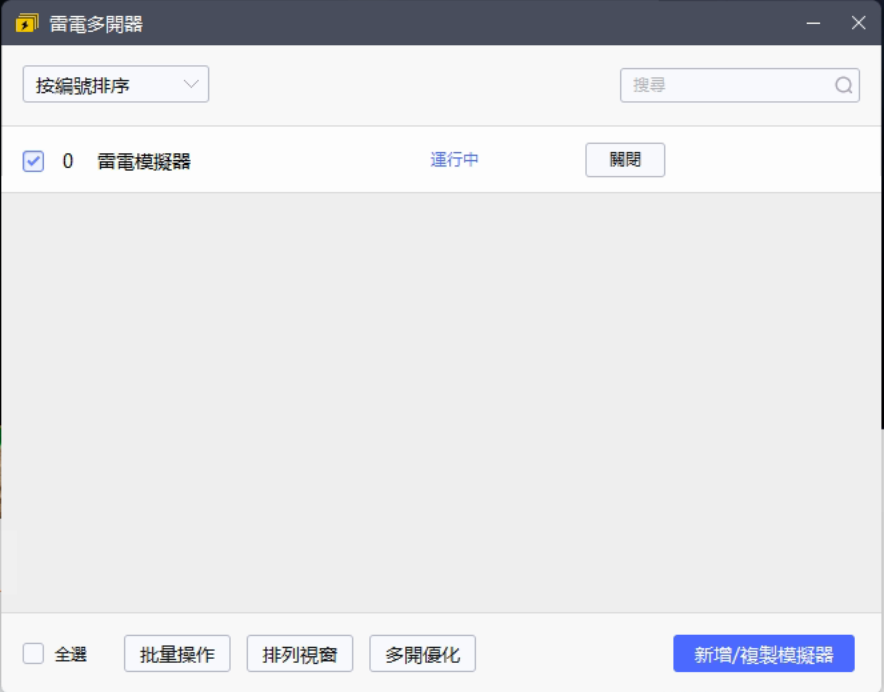 雷電多開器
按编號排序
搜尋
0 雷電模擬器 運行中 關閉
全選 批量操作 排列視窗 多開優化 新增/複製模擬器